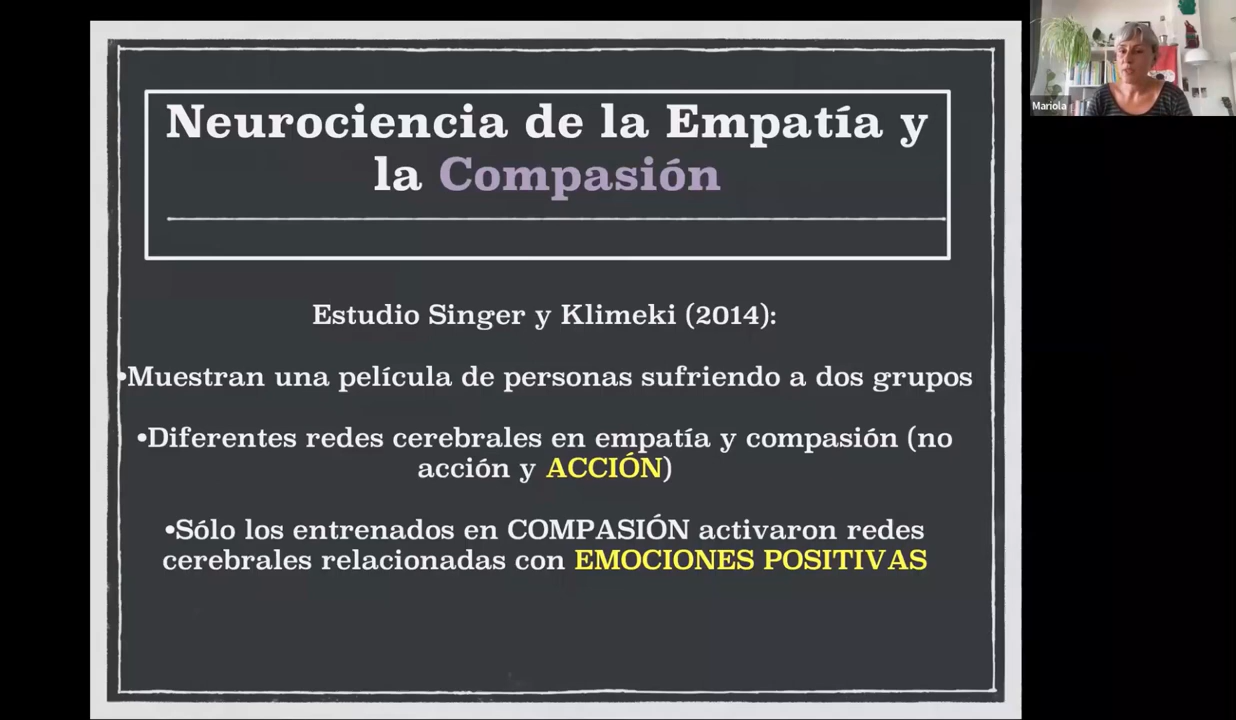 Neurociencia de la Empatía y
la Compasión
Estudio Singer y Klimeki (2014):
•Muestran una película de personas sufriendo a dos grupos
•Diferentes redes cerebrales en empatía y compasión (no
acción y ACCIÓN)
•Sólo los entrenados en COMPASIÓN activaron redes
cerebrales relacionadas con EMOCIONES POSITIVAS
Mariola